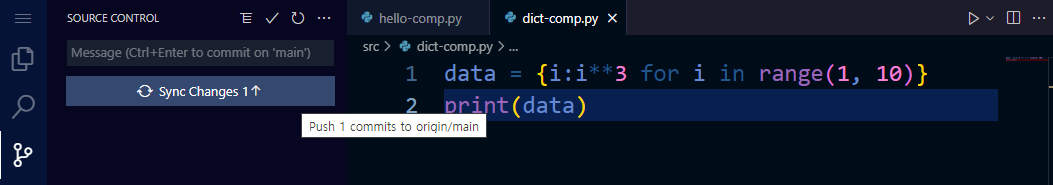 SOURCE CONTROL
Message (Ctrl+Enter to commit on 'main')
Sync Changes 1↑
Push 1 commits to origin/main
hello-comp.py
dict-comp.py
src > dict-comp.py > ...
1 data = {i:i**3 for i in range(1, 10)}
2 print(data)